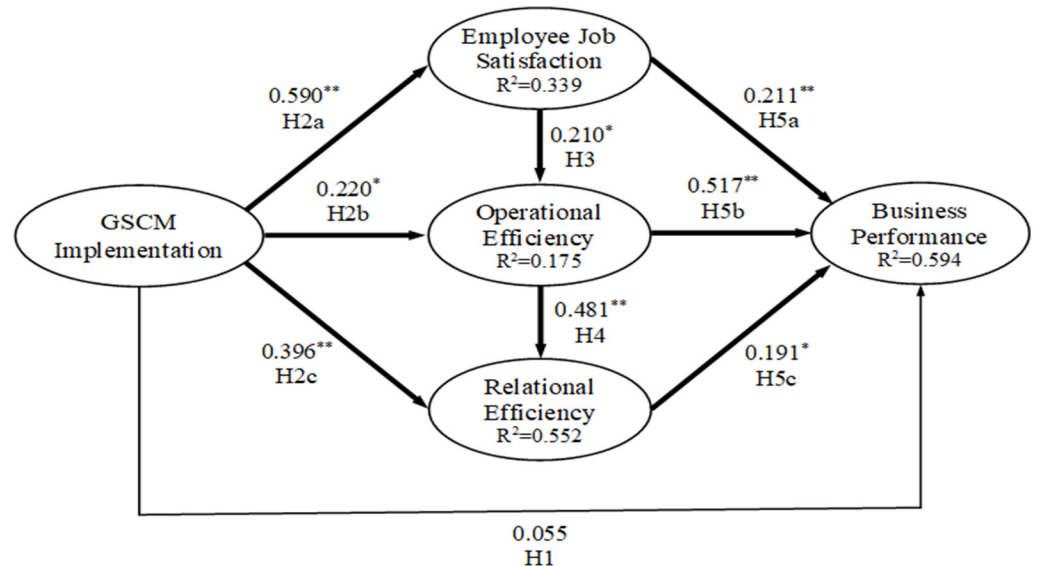 Employee Job
Satisfaction
R²=0.339
0.590**
H2a
0.211**
H5a
0.210*
H3
0.220*
H2b
0.517**
H5b
GSCM
Implementation
Operational
Efficiency
R²=0.175
Business
Performance
R²=0.594
0.481**
H4
0.396**
H2c
0.191*
H5c
Relational
Efficiency
R²=0.552
0.055
H1